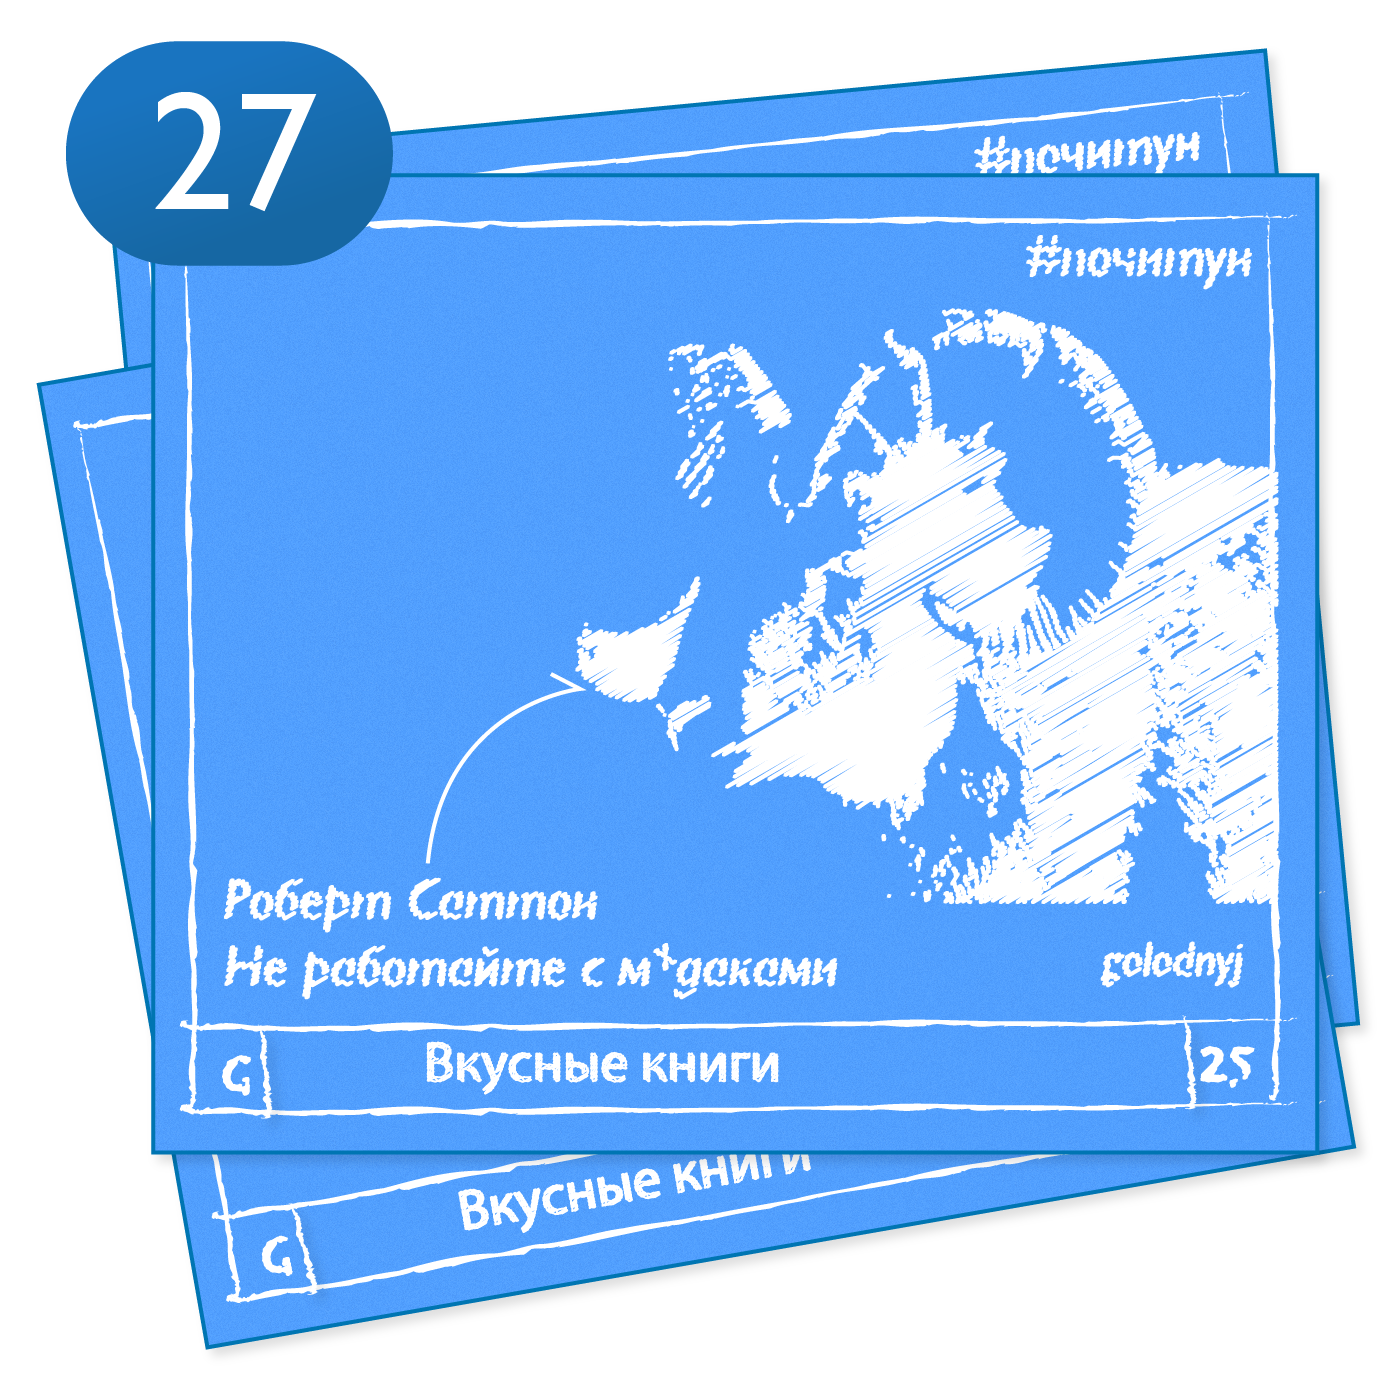 27
#почитун
#почитун
Роберт Саттон
Не работайте с м*даками
golodnyj
G
Вкусные книги
25
Вкусные книги
G